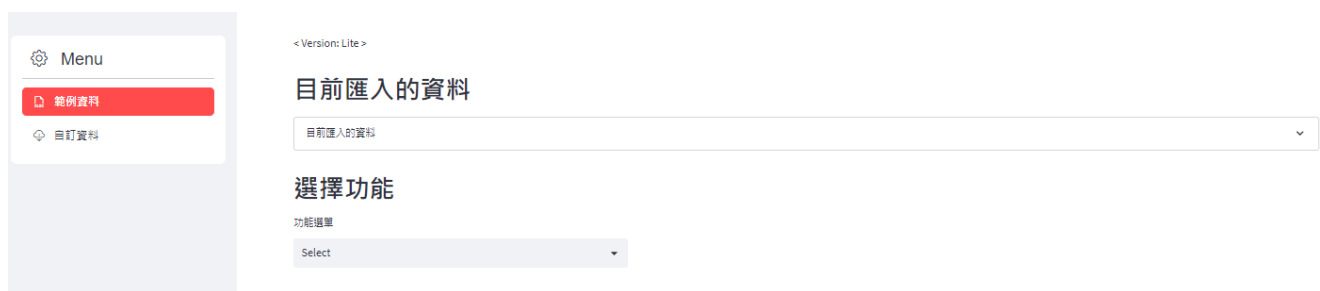 Menu
範例資料
自訂資料
< Version: Lite >
目前匯入的資料
目前匯入的資料
選擇功能
功能選單
Select